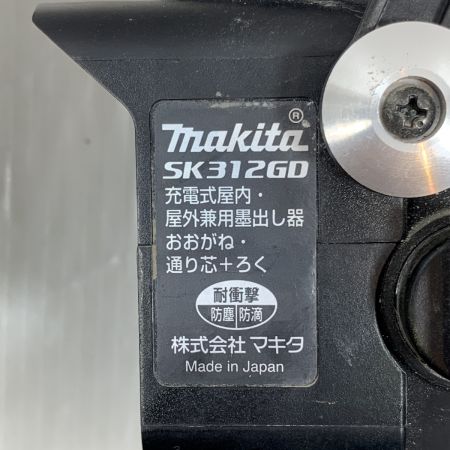 makita®
SK312GD
充電式屋内・
屋外兼用墨出し器
おおがね・
通り芯+ろく
耐衝撃
防塵 防滴
株式会社 マキタ
Made in Japan